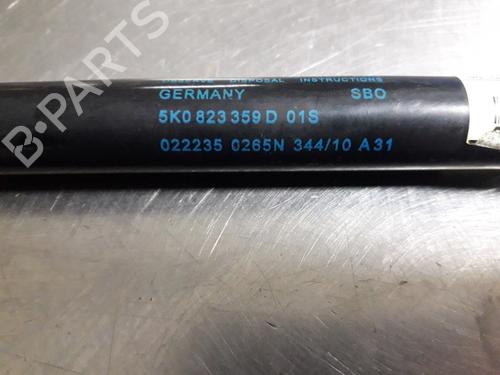 B-PARTS
OBSERVE DISPOSAL INSTRUCTIONS
GERMANY SBO
5K0 823 359 D 01S
022235 0265N 344/10 A31